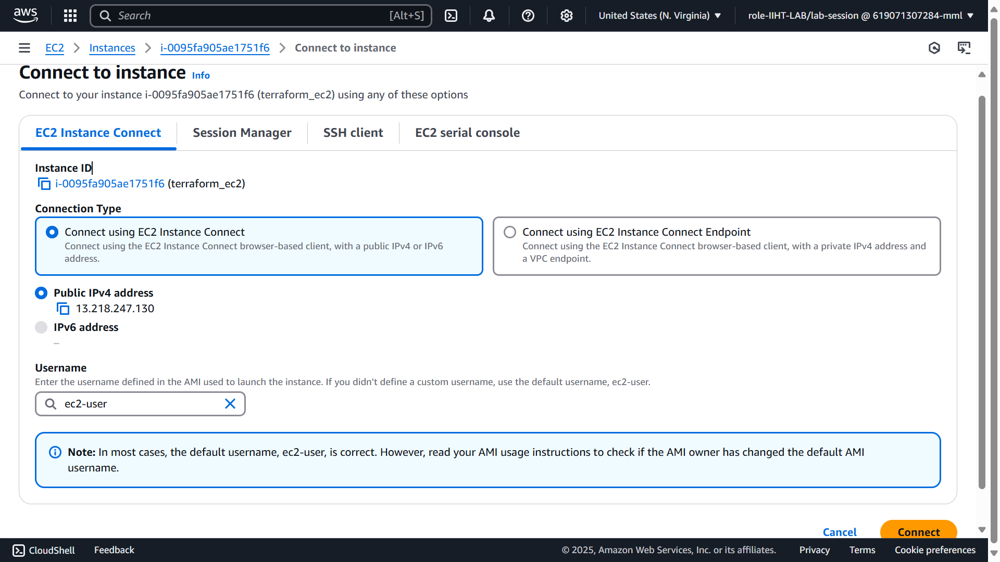 aws
Search [Alt+S]
United States (N. Virginia)
role-IIHT-LAB/lab-session @ 619071307284-mml
EC2
Instances
i-0095fa905ae1751f6
Connect to instance
Connect to instance Info
Connect to your instance i-0095fa905ae1751f6 (terraform_ec2) using any of these options
EC2 Instance Connect
Session Manager
SSH client
EC2 serial console
Instance ID
i-0095fa905ae1751f6 (terraform_ec2)
Connection Type
Connect using EC2 Instance Connect
Connect using the EC2 Instance Connect browser-based client, with a public IPv4 or IPv6
address.
Connect using EC2 Instance Connect Endpoint
Connect using the EC2 Instance Connect browser-based client, with a private IPv4 address and
a VPC endpoint.
Public IPv4 address
13.218.247.130
IPv6 address
–
Username
Enter the username defined in the AMI used to launch the instance. If you didn't define a custom username, use the default username, ec2-user.
ec2-user
Note: In most cases, the default username, ec2-user, is correct. However, read your AMI usage instructions to check if the AMI owner has changed the default AMI
username.
Cancel
Connect
CloudShell
Feedback
© 2025, Amazon Web Services, Inc. or its affiliates.
Privacy
Terms
Cookie preferences